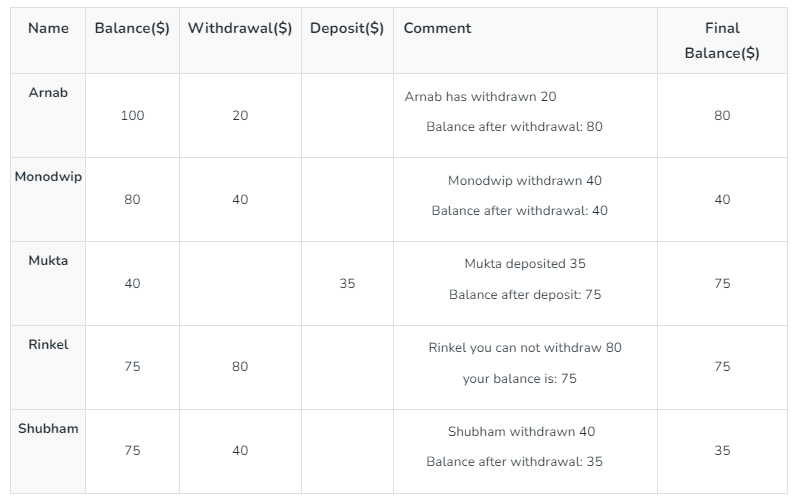 Name Balance($) Withdrawal($) Deposit($) Comment Final
Balance($)
Arnab 100 20 Arnab has withdrawn 20
Balance after withdrawal: 80 80
Monodwip 80 40 Monodwip withdrawn 40
Balance after withdrawal: 40 40
Mukta 40 35 Mukta deposited 35
Balance after deposit: 75 75
Rinkel 75 80 Rinkel you can not withdraw 80
your balance is: 75 75
Shubham 75 40 Shubham withdrawn 40
Balance after withdrawal: 35 35